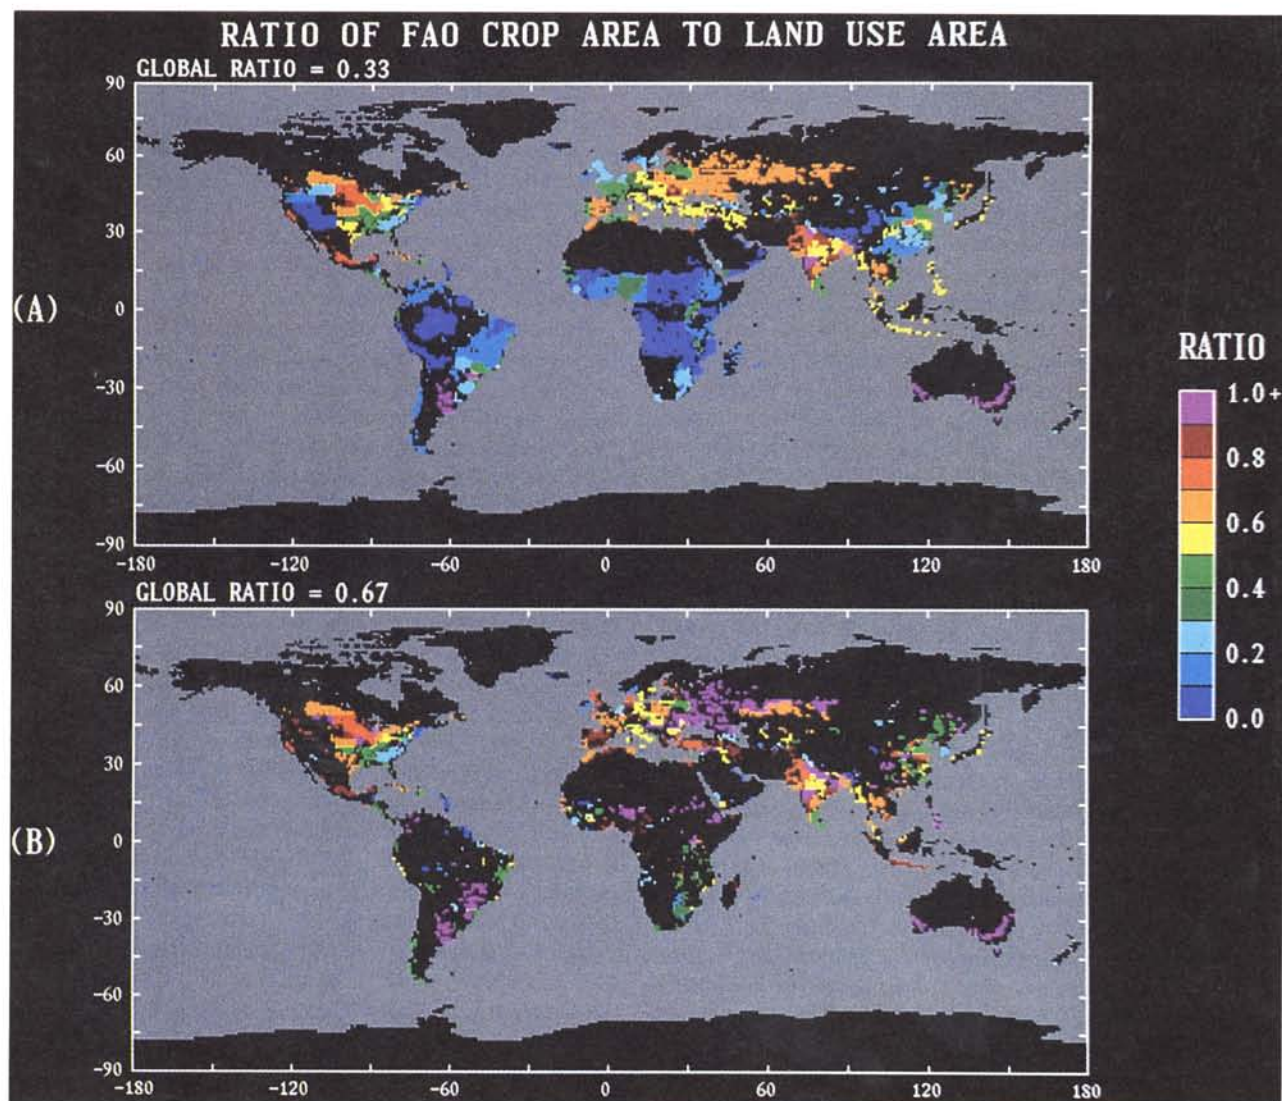 RATIO OF FAO CROP AREA TO LAND USE AREA
GLOBAL RATIO = 0.33
90
60
30
0
-30
-60
-90
-180 -120 -60 0 60 120 180
(A)
GLOBAL RATIO = 0.67
90
60
30
0
-30
-60
-90
-180 -120 -60 0 60 120 180
(B)
RATIO
1.0+
0.8
0.6
0.4
0.2
0.0